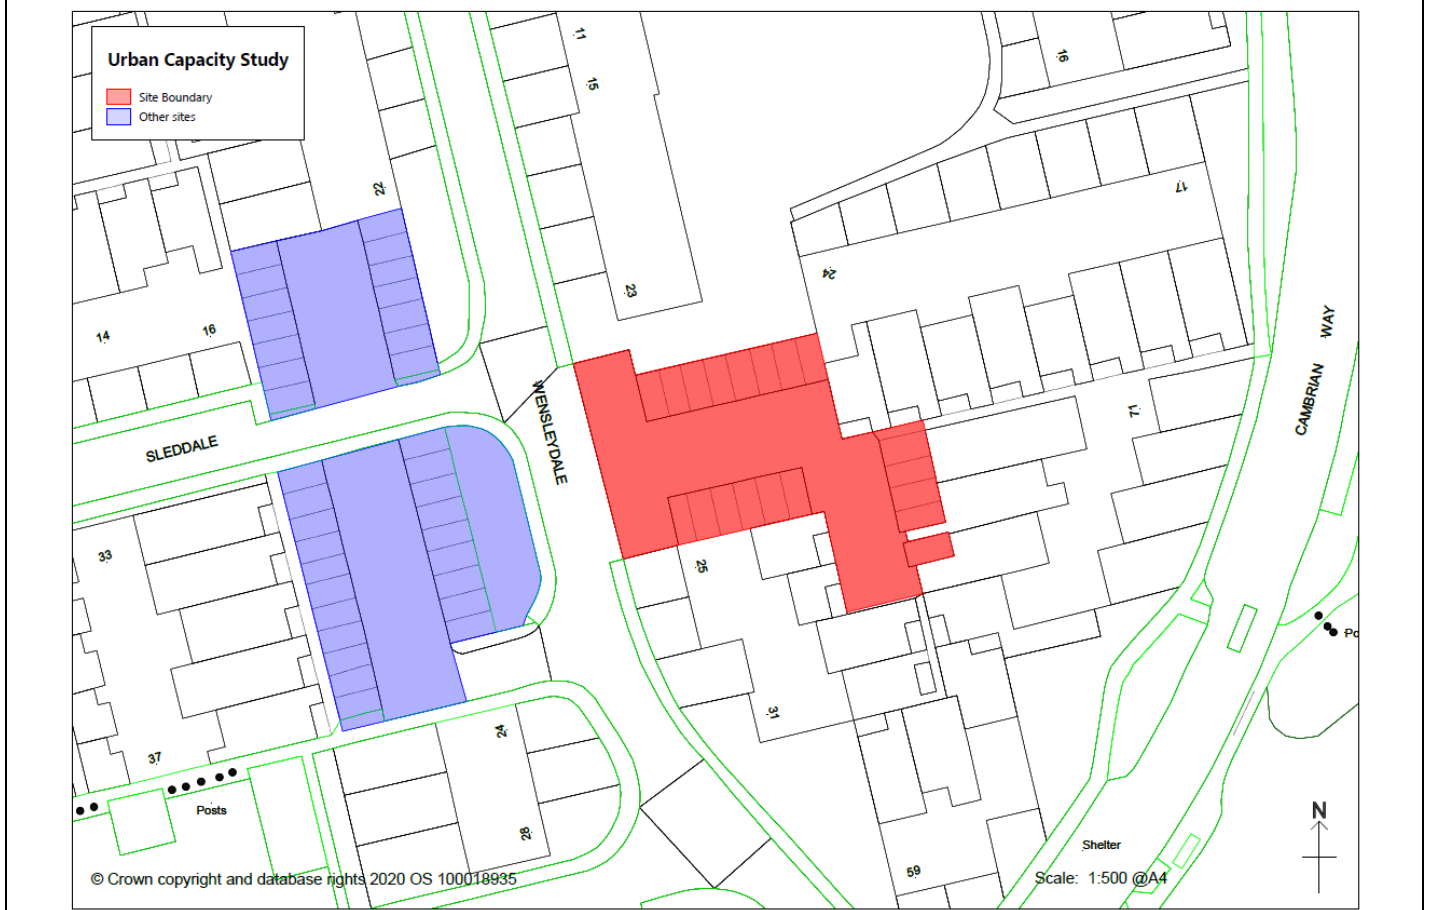 Urban Capacity Study
Site Boundary
Other sites
11
15
16
22
17
23
24
14
16
SLEDDALE
WENSLEYDALE
CAMBRIAN WAY
71
33
25
Po
31
37
24
Posts
28
Shelter
59
N
© Crown copyright and database rights 2020 OS 100018935
Scale: 1:500 @A4